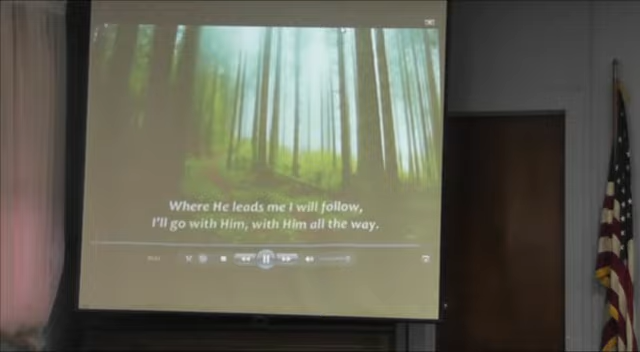 Where He leads me I will follow,
I'll go with Him, with Him all the way.